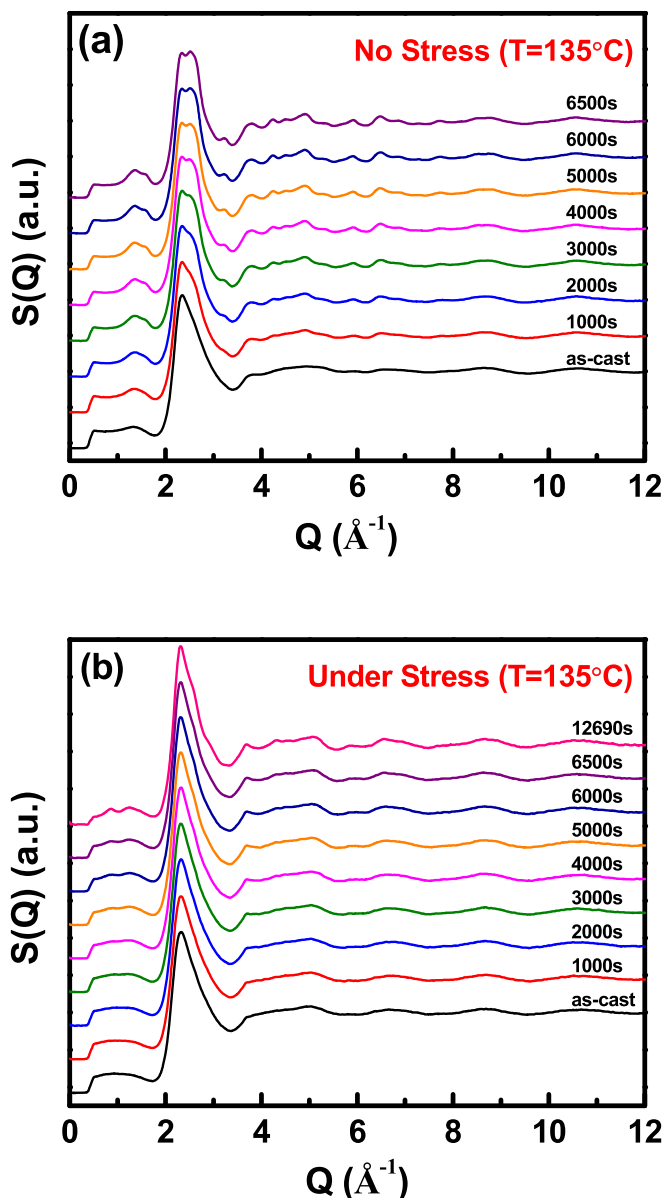 (a)
No Stress (T=135°C)
6500s
6000s
5000s
4000s
3000s
2000s
1000s
as-cast
S(Q) (a.u.)
0 2 4 6 8 10 12
Q (Å⁻¹)
(b)
Under Stress (T=135°C)
12690s
6500s
6000s
5000s
4000s
3000s
2000s
1000s
as-cast
S(Q) (a.u.)
0 2 4 6 8 10 12
Q (Å⁻¹)